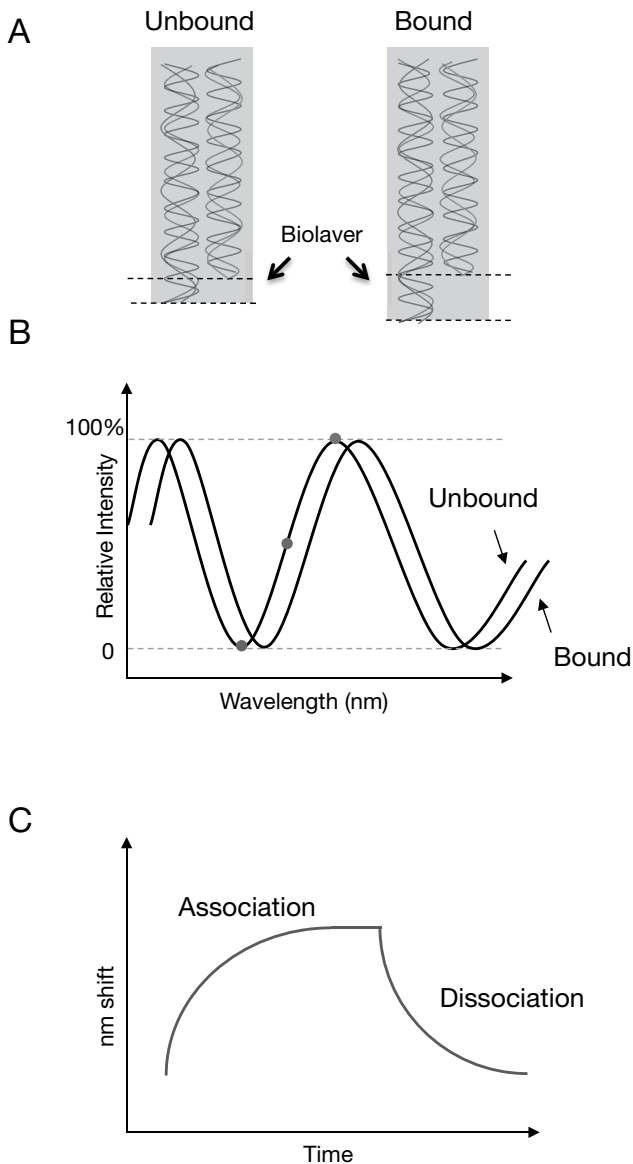 A
Unbound
Bound
Biolaver
B
100%
Relative Intensity
0
Unbound
Bound
Wavelength (nm)
C
Association
nm shift
Dissociation
Time